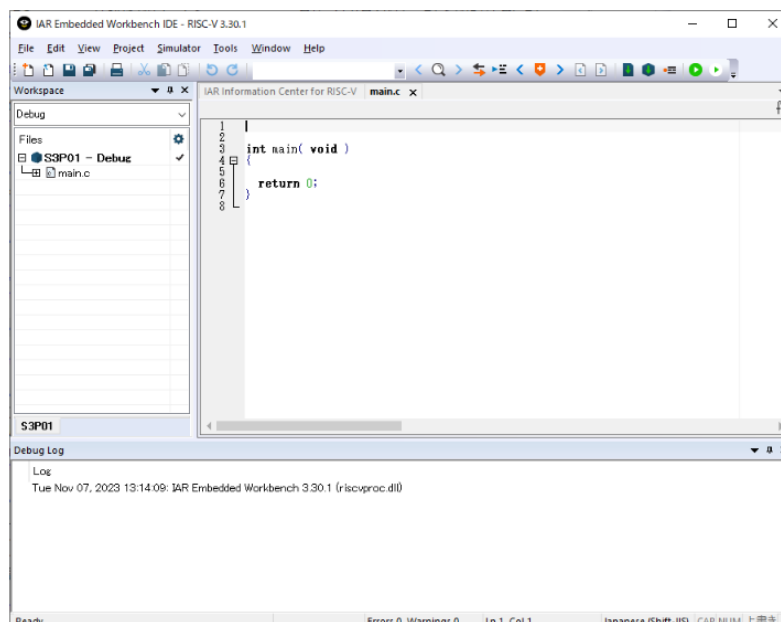 IAR Embedded Workbench IDE - RISC-V 3.30.1
File Edit View Project Simulator Tools Window Help
Workspace
IAR Information Center for RISC-V main.c
Debug
Files
S3P01 - Debug
main.c
1
2
3 int main( void )
4 {
5
6 return 0;
7 }
8
S3P01
Debug Log
Log
Tue Nov 07, 2023 13:14:09: IAR Embedded Workbench 3.30.1 (riscvproc.dll)
Ready Errors 0, Warnings 0 Ln 1, Col 1 Japanese (Shift-JIS) CAP NUM 上書き